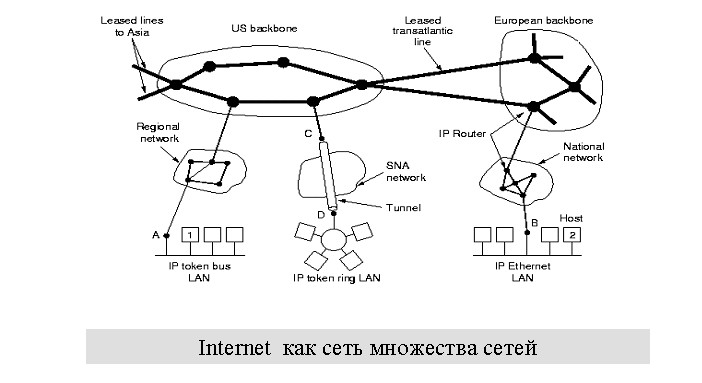 Leased lines
to Asia
US backbone
Leased
transatlantic
line
European backbone
Regional
network
C
IP Router
National
network
SNA
network
Tunnel
A
1
D
B
Host
2
IP token bus
LAN
IP token ring LAN
IP Ethernet
LAN
Internet как сеть множества сетей